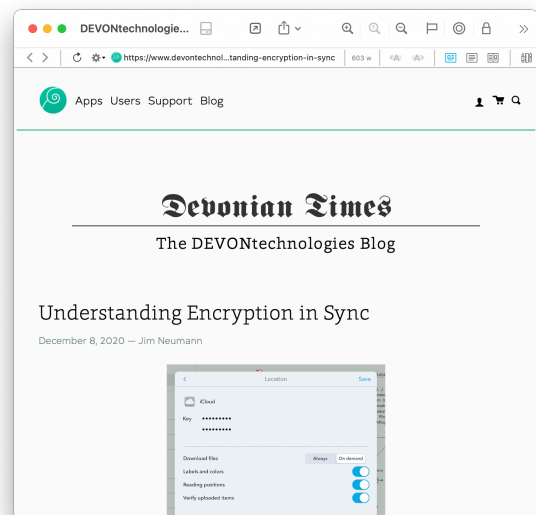 DEVONtechnologie...
https://www.devontechnol...tanding-encryption-in-sync 603 w
Apps Users Support Blog
Devonian Times
The DEVONtechnologies Blog
Understanding Encryption in Sync
December 8, 2020 — Jim Neumann
Location Save
iCloud
Key •••••••••
•••••••••
Download files Always On demand
Labels and colors
Reading positions
Verify uploaded items